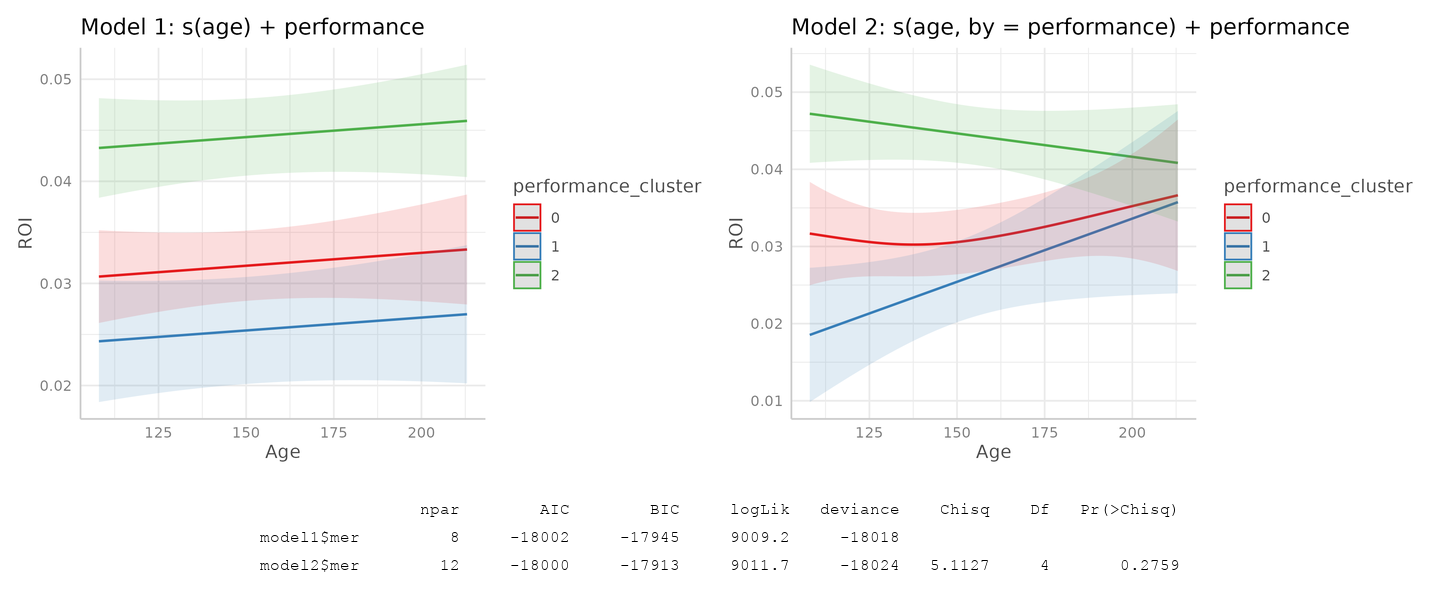 Model 1: s(age) + performance
0.05
0.04
0.03
0.02
ROI
125 150 175 200
Age
performance_cluster
0
1
2
Model 2: s(age, by = performance) + performance
0.05
0.04
0.03
0.02
0.01
ROI
125 150 175 200
Age
performance_cluster
0
1
2
npar AIC BIC logLik deviance Chisq Df Pr(>Chisq)
model1$mer 8 -18002 -17945 9009.2 -18018
model2$mer 12 -18000 -17913 9011.7 -18024 5.1127 4 0.2759